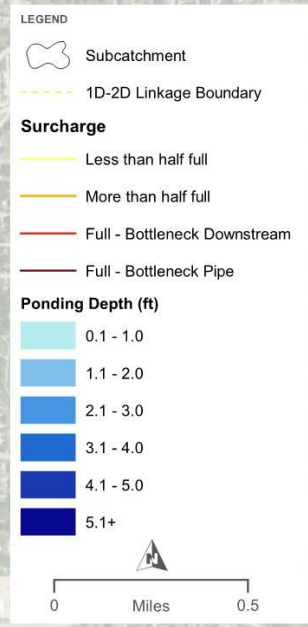 LEGEND
Subcatchment
1D-2D Linkage Boundary
Surcharge
Less than half full
More than half full
Full - Bottleneck Downstream
Full - Bottleneck Pipe
Ponding Depth (ft)
0.1 - 1.0
1.1 - 2.0
2.1 - 3.0
3.1 - 4.0
4.1 - 5.0
5.1+
N
0 Miles 0.5